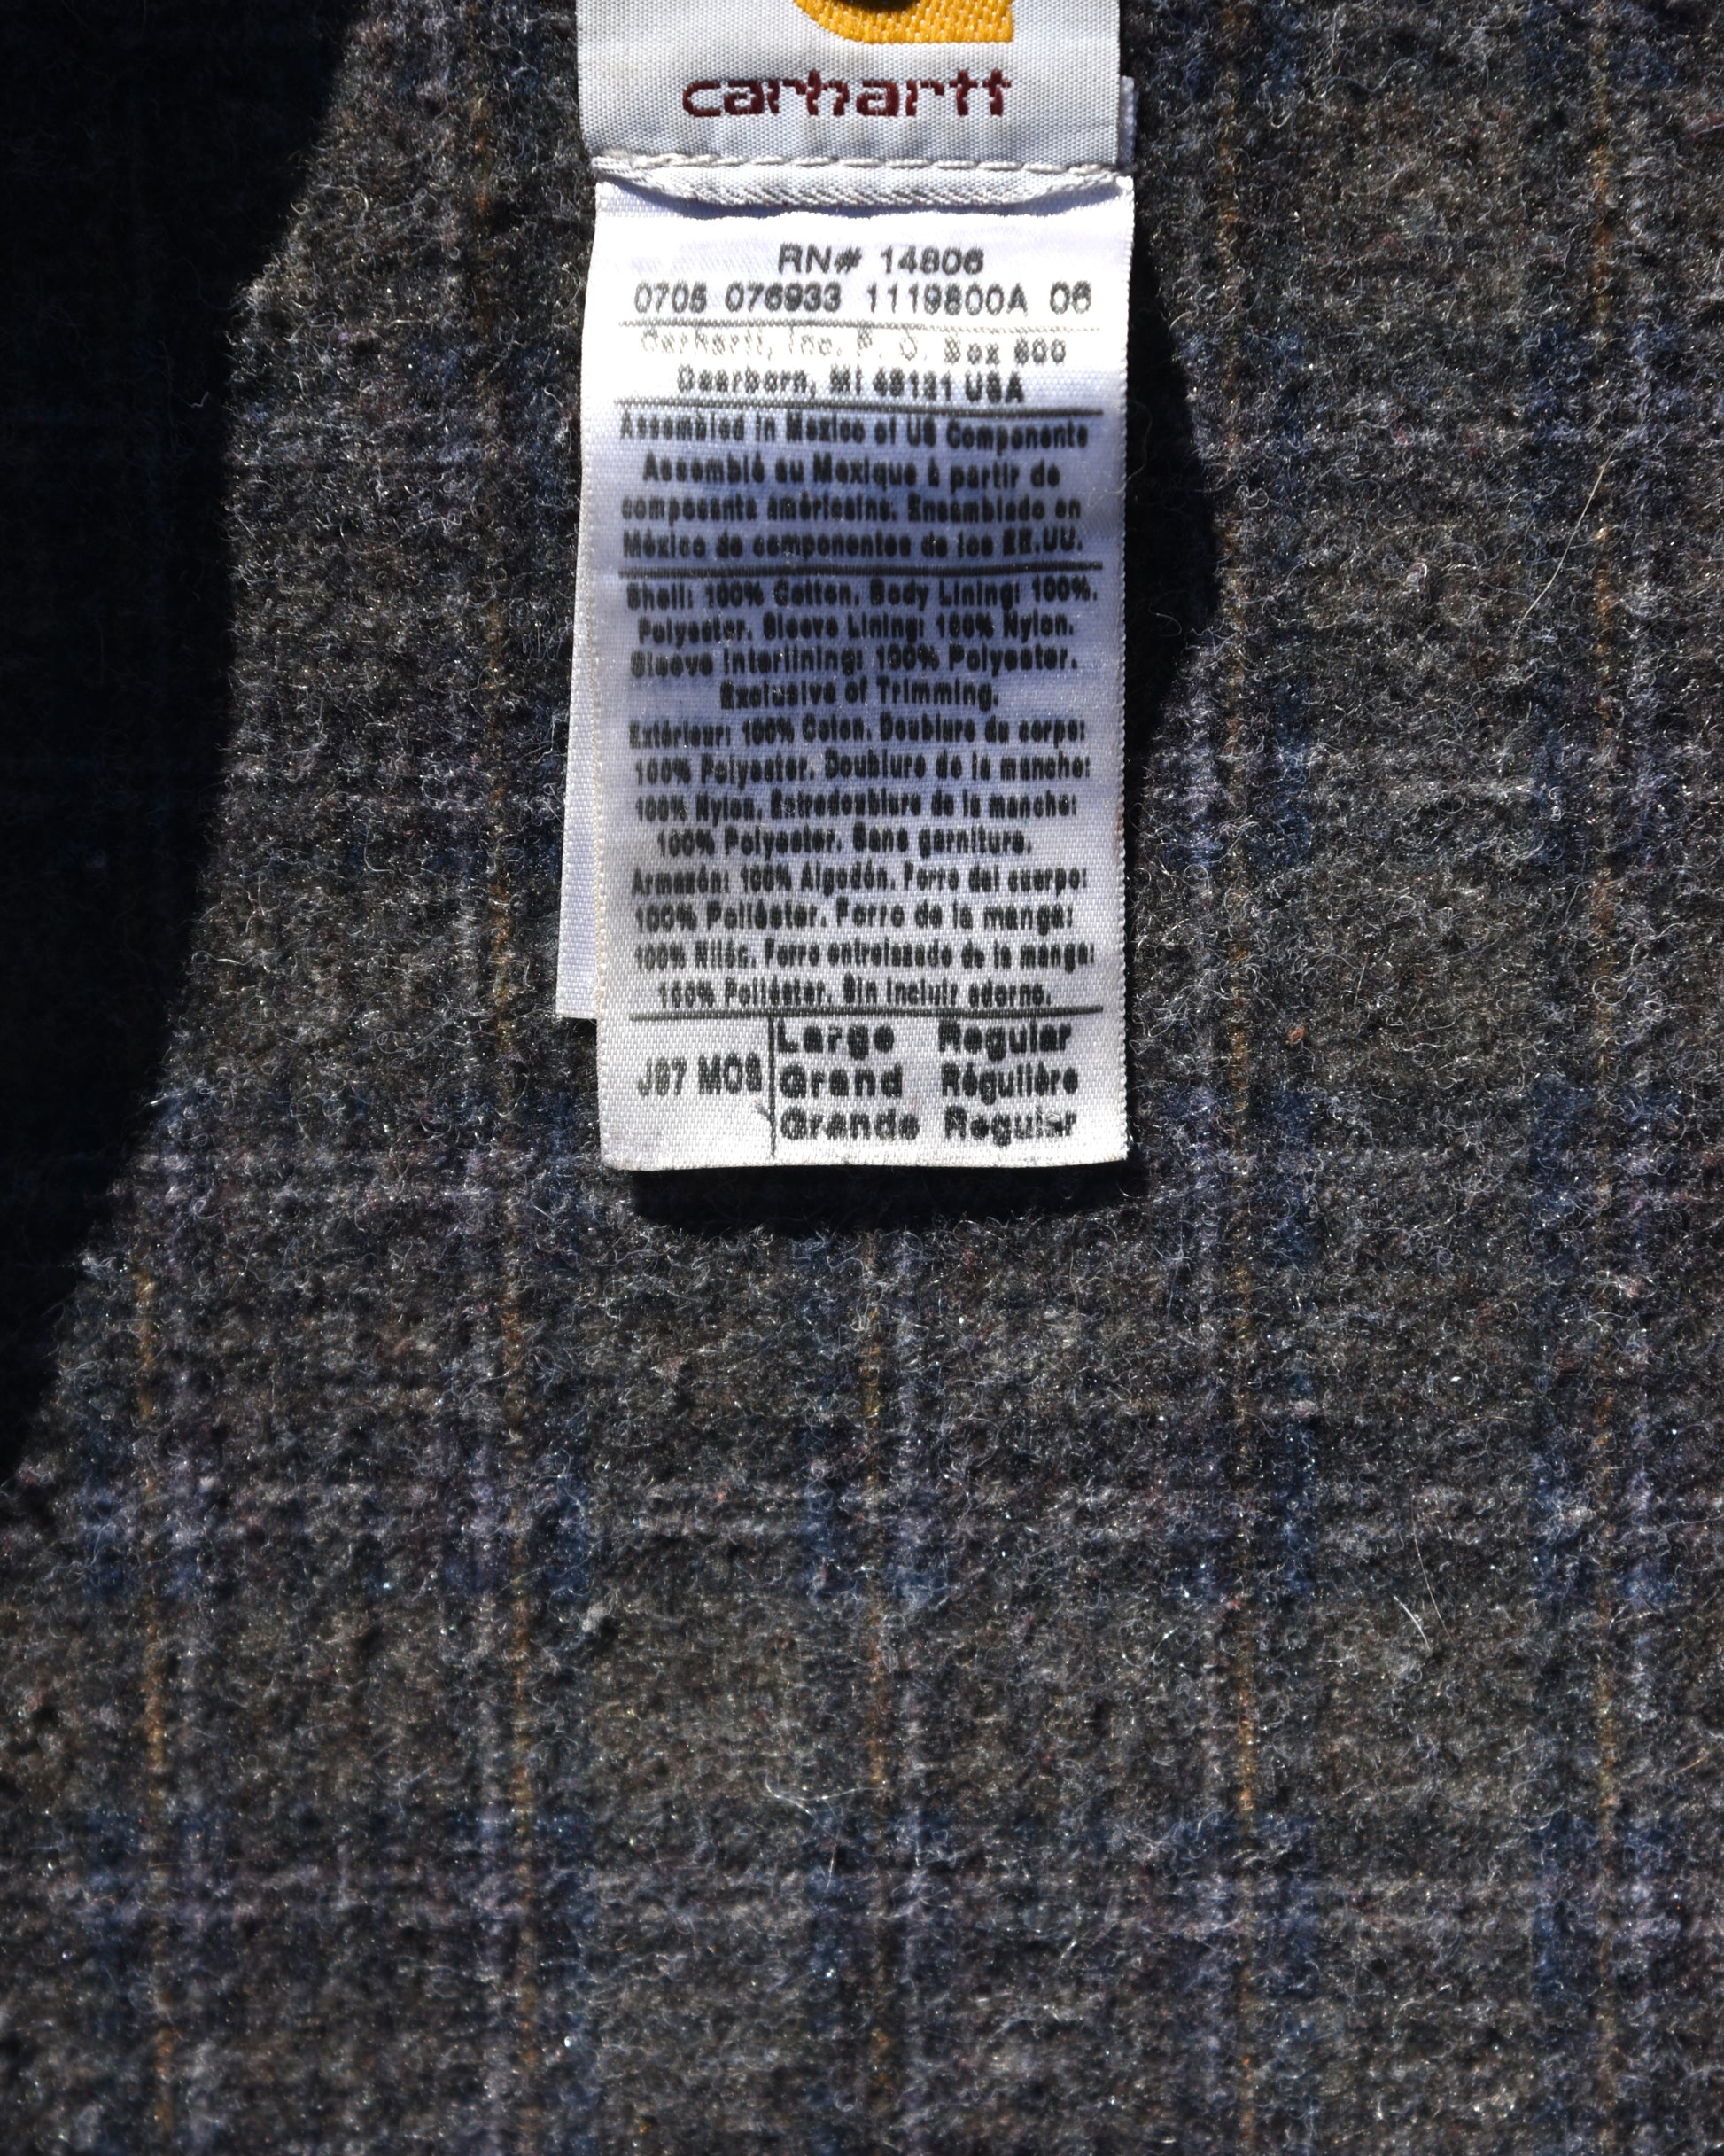 carhartt
RN# 14806
0705 076933 1119800A 06
Carhartt, Inc. P. O. Box 600
Dearborn, MI 48121 USA
Assembled in Mexico of US Components
Assemblé au Mexique à partir de
composants américains. Ensamblado en
México de componentes de los EE.UU.
Shell: 100% Cotton. Body Lining: 100%.
Polyester. Sleeve Lining: 100% Nylon.
Sleeve Interlining: 100% Polyester.
Exclusive of Trimming.
Extérieur: 100% Coton. Doublure du corps:
100% Polyester. Doublure de la manche:
100% Nylon. Entredoublure de la manche:
100% Polyester. Sans garniture.
Armazón: 100% Algodón. Forro del cuerpo:
100% Poliéster. Forro de la manga:
100% Nilóc. Forro entrelazado de la manga:
100% Poliéster. Sin incluir adorno.
J97 MOS
Large Regular
Grand Régulière
Grande Regular